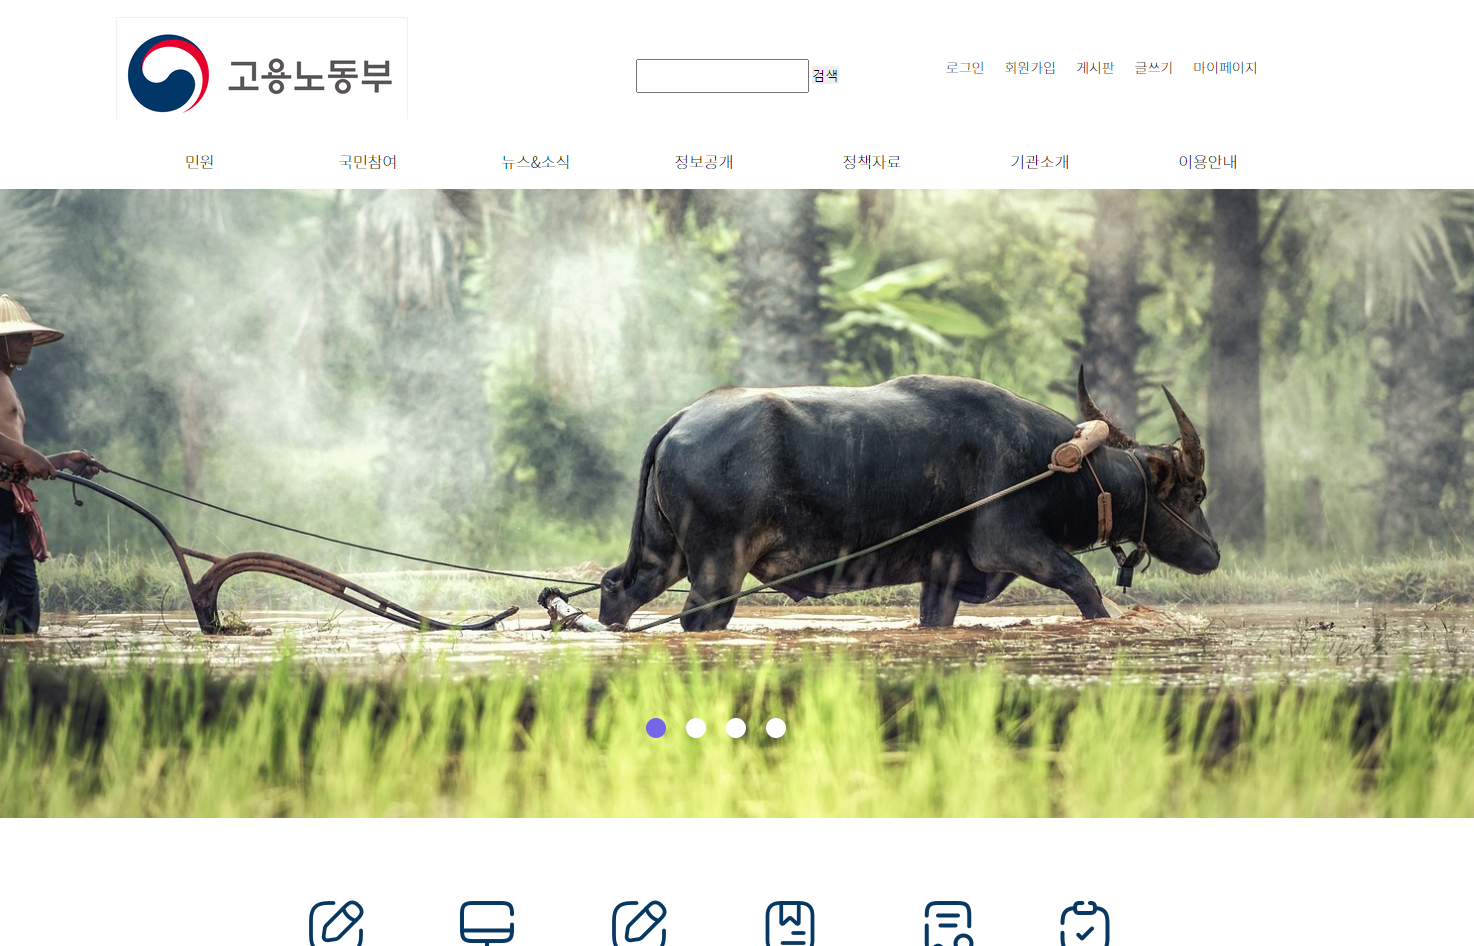 고용노동부
검색
로그인 회원가입 게시판 글쓰기 마이페이지
민원 국민참여 뉴스&소식 정보공개 정책자료 기관소개 이용안내